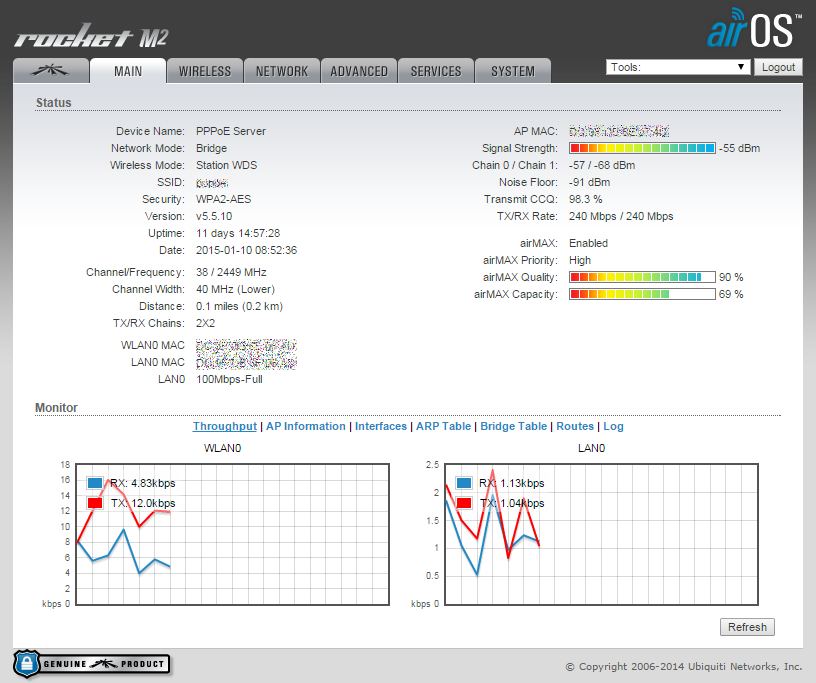 rocket M2
airOS™
MAIN WIRELESS NETWORK ADVANCED SERVICES SYSTEM Tools: Logout
Status
Device Name: PPPoE Server
Network Mode: Bridge
Wireless Mode: Station WDS
SSID:
Security: WPA2-AES
Version: v5.5.10
Uptime: 11 days 14:57:28
Date: 2015-01-10 08:52:36
Channel/Frequency: 38 / 2449 MHz
Channel Width: 40 MHz (Lower)
Distance: 0.1 miles (0.2 km)
TX/RX Chains: 2X2
WLAN0 MAC
LAN0 MAC
LAN0 100Mbps-Full
AP MAC:
Signal Strength: -55 dBm
Chain 0 / Chain 1: -57 / -68 dBm
Noise Floor: -91 dBm
Transmit CCQ: 98.3 %
TX/RX Rate: 240 Mbps / 240 Mbps
airMAX: Enabled
airMAX Priority: High
airMAX Quality: 90 %
airMAX Capacity: 69 %
Monitor
Throughput | AP Information | Interfaces | ARP Table | Bridge Table | Routes | Log
WLAN0
18
16
14
12
10
8
6
4
2
kbps 0
RX: 4.83kbps
TX: 12.0kbps
LAN0
2.5
2
1.5
1
0.5
kbps 0
RX: 1.13kbps
TX: 1.04kbps
Refresh
GENUINE PRODUCT
© Copyright 2006-2014 Ubiquiti Networks, Inc.